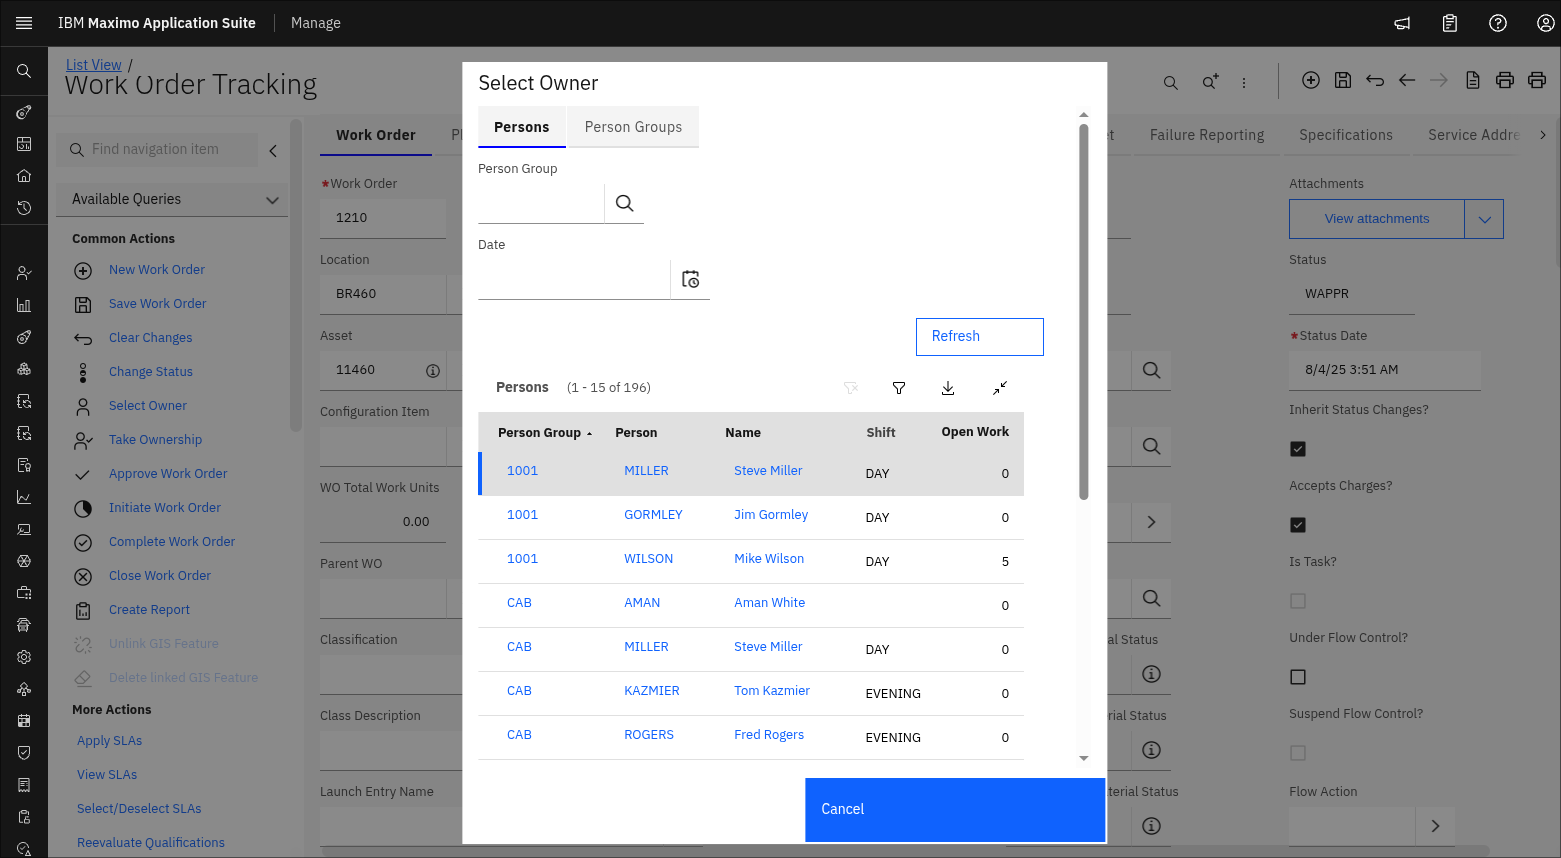 IBM Maximo Application Suite Manage
List View /
Work Order Tracking
Find navigation item
Available Queries
Common Actions
New Work Order
Save Work Order
Clear Changes
Change Status
Select Owner
Take Ownership
Approve Work Order
Initiate Work Order
Complete Work Order
Close Work Order
Create Report
Unlink GIS Feature
Delete linked GIS Feature
More Actions
Apply SLAs
View SLAs
Select/Deselect SLAs
Reevaluate Qualifications
Work Order
Failure Reporting
Specifications
Service Addre
*Work Order
1210
Location
BR460
Asset
11460
Configuration Item
WO Total Work Units
0.00
Parent WO
Classification
Class Description
Launch Entry Name
Select Owner
Persons Person Groups
Person Group
Date
Refresh
Persons (1 - 15 of 196)
Person Group Person Name Shift Open Work
1001 MILLER Steve Miller DAY 0
1001 GORMLEY Jim Gormley DAY 0
1001 WILSON Mike Wilson DAY 5
CAB AMAN Aman White 0
CAB MILLER Steve Miller DAY 0
CAB KAZMIER Tom Kazmier EVENING 0
CAB ROGERS Fred Rogers EVENING 0
Cancel
Status
Status
Status
Attachments
View attachments
Status
WAPPR
*Status Date
8/4/25 3:51 AM
Inherit Status Changes?
Accepts Charges?
Is Task?
Under Flow Control?
Suspend Flow Control?
Flow Action